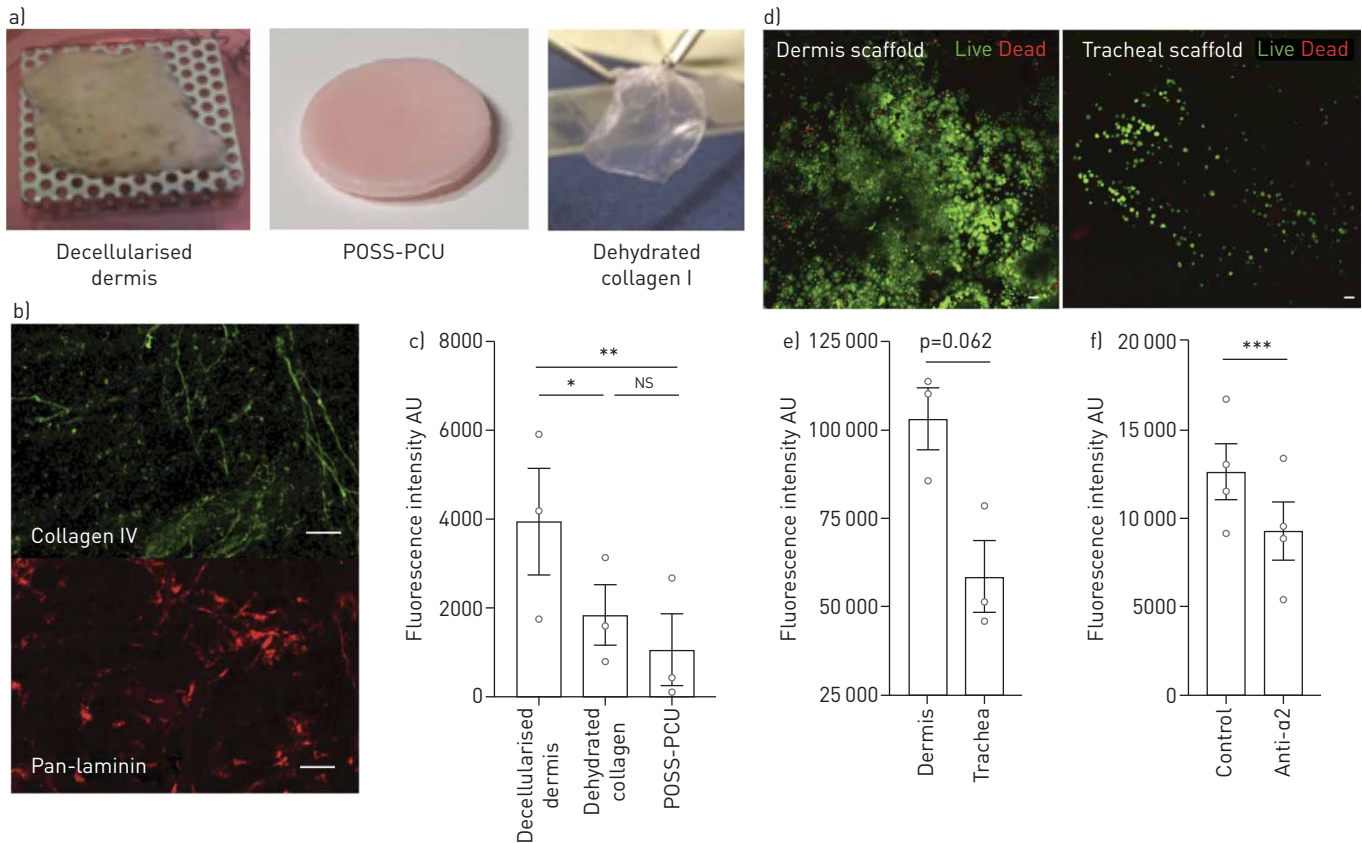 a)
Decellularised
dermis
POSS-PCU
Dehydrated
collagen I
b)
Collagen IV
Pan-laminin
c)
Fluorescence intensity AU
8000
6000
4000
2000
0
**
*
NS
Decellularised
dermis
Dehydrated
collagen
POSS-PCU
d)
Dermis scaffold
Live Dead
Tracheal scaffold
Live Dead
e)
Fluorescence intensity AU
125 000
100 000
75 000
50 000
25 000
p=0.062
Dermis
Trachea
f)
Fluorescence intensity AU
20 000
15 000
10 000
5000
0
***
Control
Anti-α2